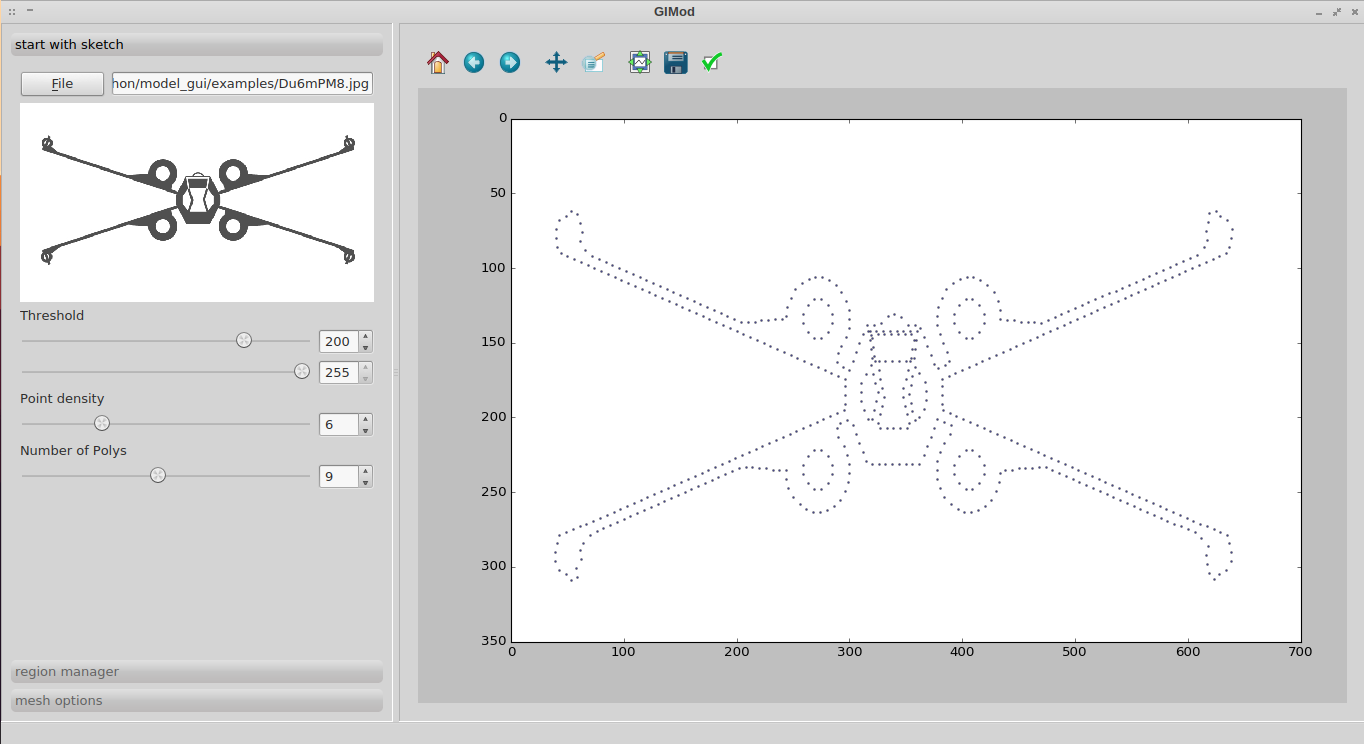 GIMod
start with sketch
File
hon/model_gui/examples/Du6mPM8.jpg
Threshold
200
255
Point density
6
Number of Polys
9
region manager
mesh options
0
50
100
150
200
250
300
350
0 100 200 300 400 500 600 700